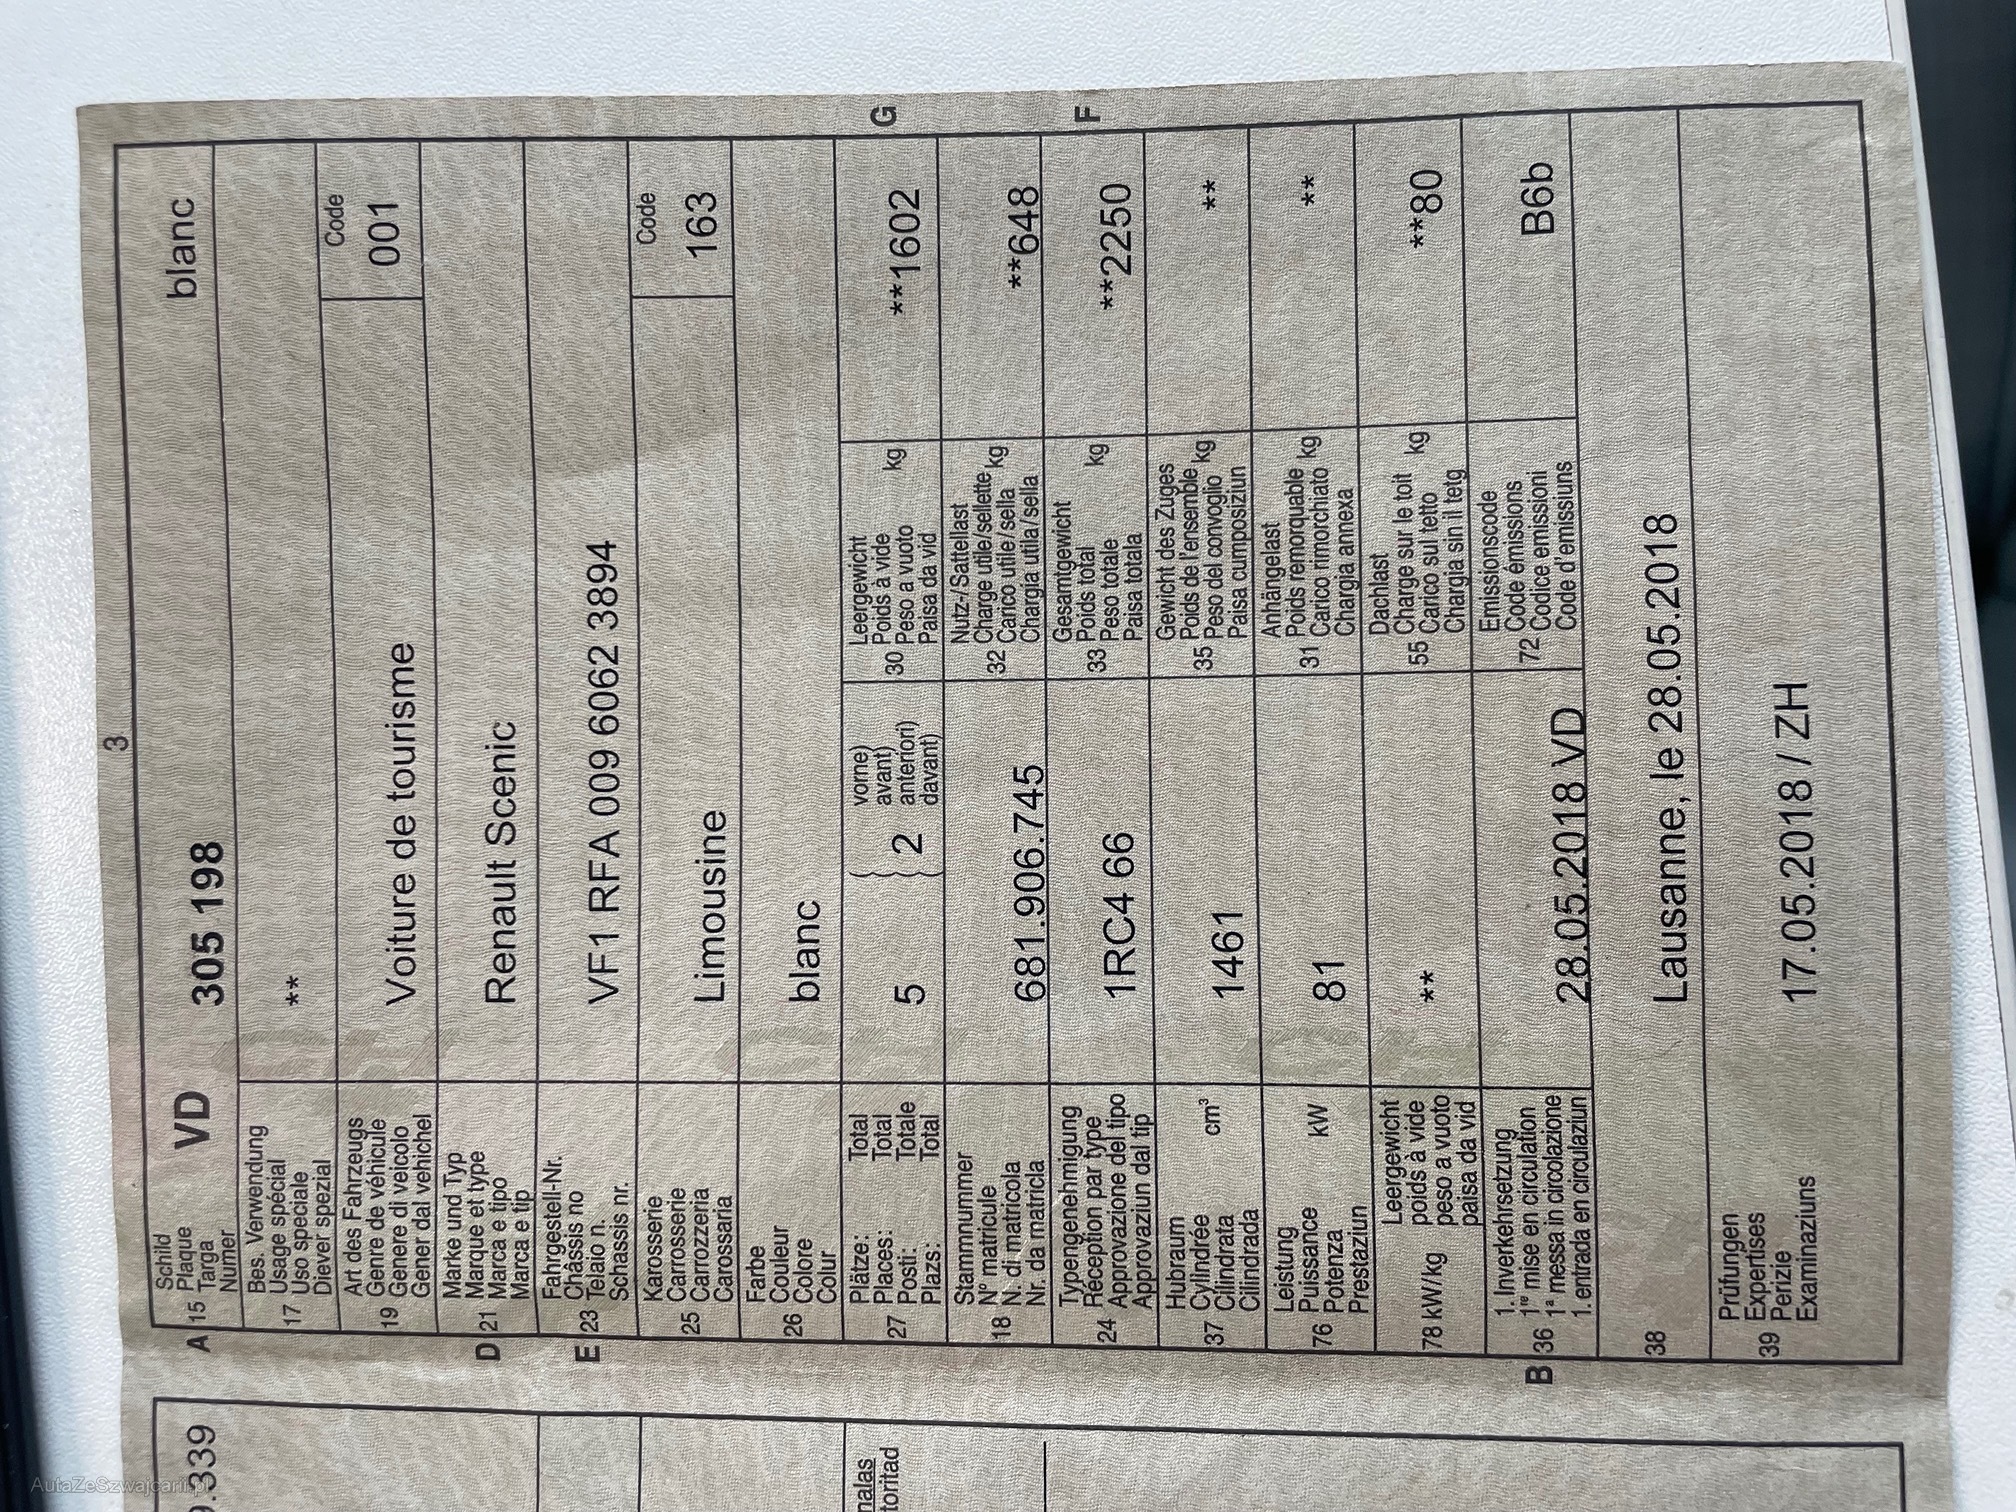 3
A 15 Schild
Plaque
Targa
Numer
VD 305 198 blanc
17 Bes. Verwendung
Usage spécial
Uso speciale
Diever spezial
**
19 Art des Fahrzeugs
Genre de véhicule
Genere di veicolo
Gener dal vehichel
Voiture de tourisme
Code
001
D 21 Marke und Typ
Marque et type
Marca e tipo
Marca e tip
Renault Scenic
E 23 Fahrgestell-Nr.
Châssis no
Telaio n.
Schassis nr.
VF1 RFA 009 6062 3894
25 Karosserie
Carrosserie
Carrozzeria
Carossaria
Limousine
Code
163
26 Farbe
Couleur
Colore
Colur
blanc
27 Plätze: Total
Places: Total
Posti: Totale
Plazs: Total
5 2
vorne)
avant)
anteriori)
davant)
30 Leergewicht
Poids à vide
Peso a vuoto kg
Paisa da vid
**1602 G
18 Stammnummer
N° matricule
N. di matricola
Nr. da matricla
681.906.745
32 Nutz-/Sattellast
Charge utile/sellette
Carico utile/sella kg
Chargia utila/sella
**648
24 Typengenehmigung
Réception par type
Approvazione del tipo
Approvaziun dal tip
1RC4 66
33 Gesamtgewicht
Poids total
Peso totale kg
Paisa totala
**2250 F
37 Hubraum
Cylindrée
Cilindrata cm³
Cilindrada
1461
35 Gewicht des Zuges
Poids de l'ensemble
Peso del convoglio kg
Paisa cumposiziun
**
76 Leistung
Puissance
Potenza kW
Prestaziun
81
31 Anhängelast
Poids remorquable
Carico rimorchiato kg
Chargia annexa
**
78 kW/kg Leergewicht
poids à vide
peso a vuoto
paisa da vid
**
55 Dachlast
Charge sur le toit
Carico sul tetto kg
Chargia sin il tetg
**80
B 36 1. Inverkehrsetzung
1re mise en circulation
1a messa in circolazione
1. entrada en circulaziun
28.05.2018 VD
72 Emissionscode
Code émissions
Codice emissioni
Code d'emissiuns
B6b
38 Lausanne, le 28.05.2018
39 Prüfungen
Expertises
Perizie
Examinaziuns
17.05.2018 / ZH
.339
nalas
toritad
AutaZeSzwajcarii.pl